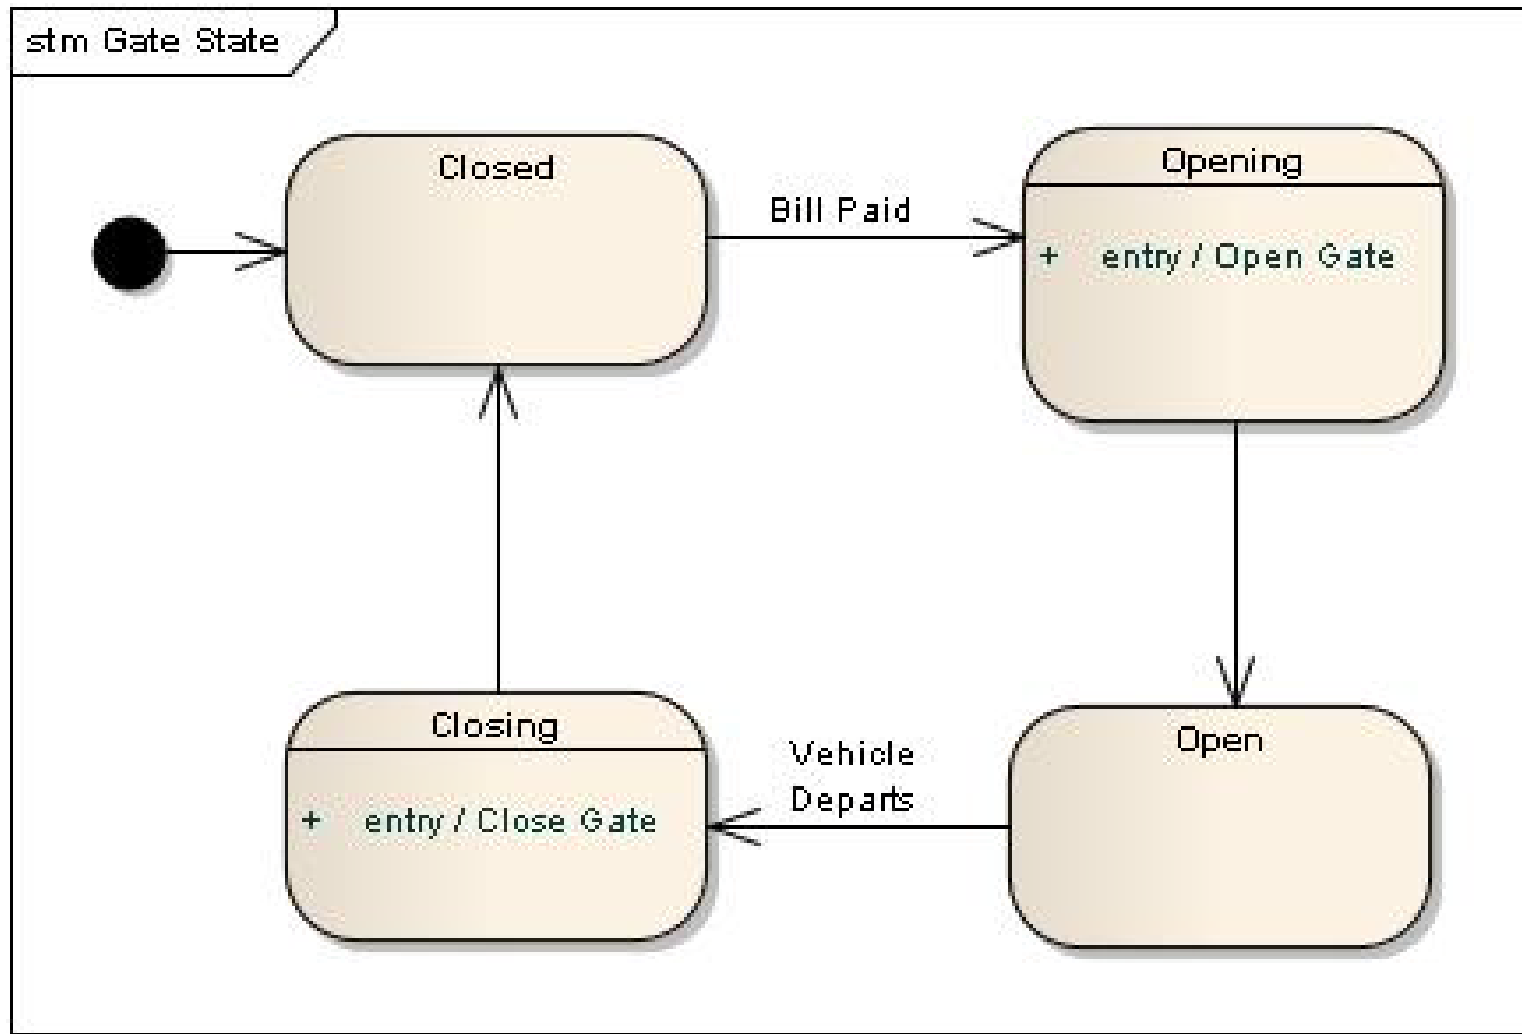 stm Gate State
Closed
Opening
Bill Paid
+ entry / Open Gate
Closing
Open
Vehicle
Departs
+ entry / Close Gate